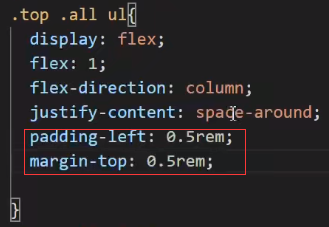 .top .all ul{
display: flex;
flex: 1;
flex-direction: column;
justify-content: space-around;
padding-left: 0.5rem;
margin-top: 0.5rem;
}